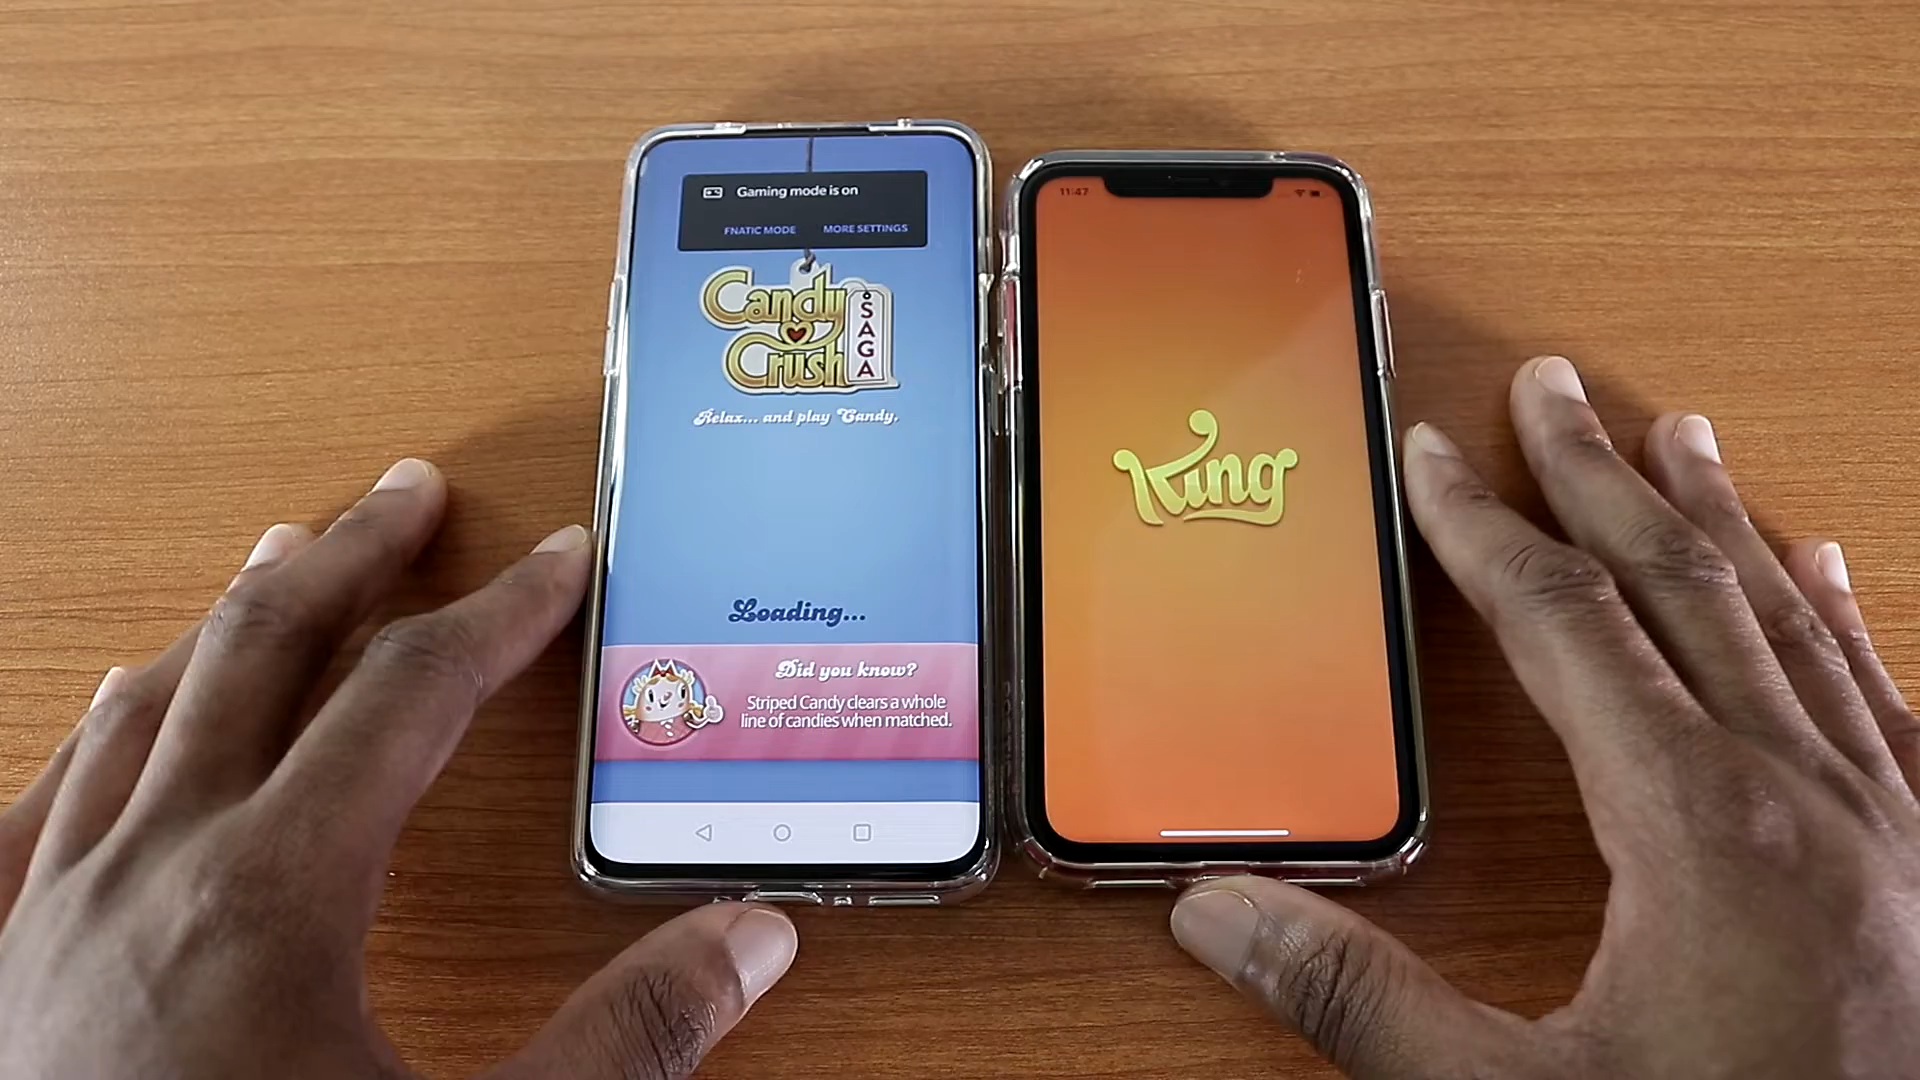 Gaming mode is on
FNATIC MODE MORE SETTINGS
Candy
Crush
SAGA
Relax... and play Candy.
Loading...
Did you know?
Striped Candy clears a whole
line of candies when matched.
11:47
King